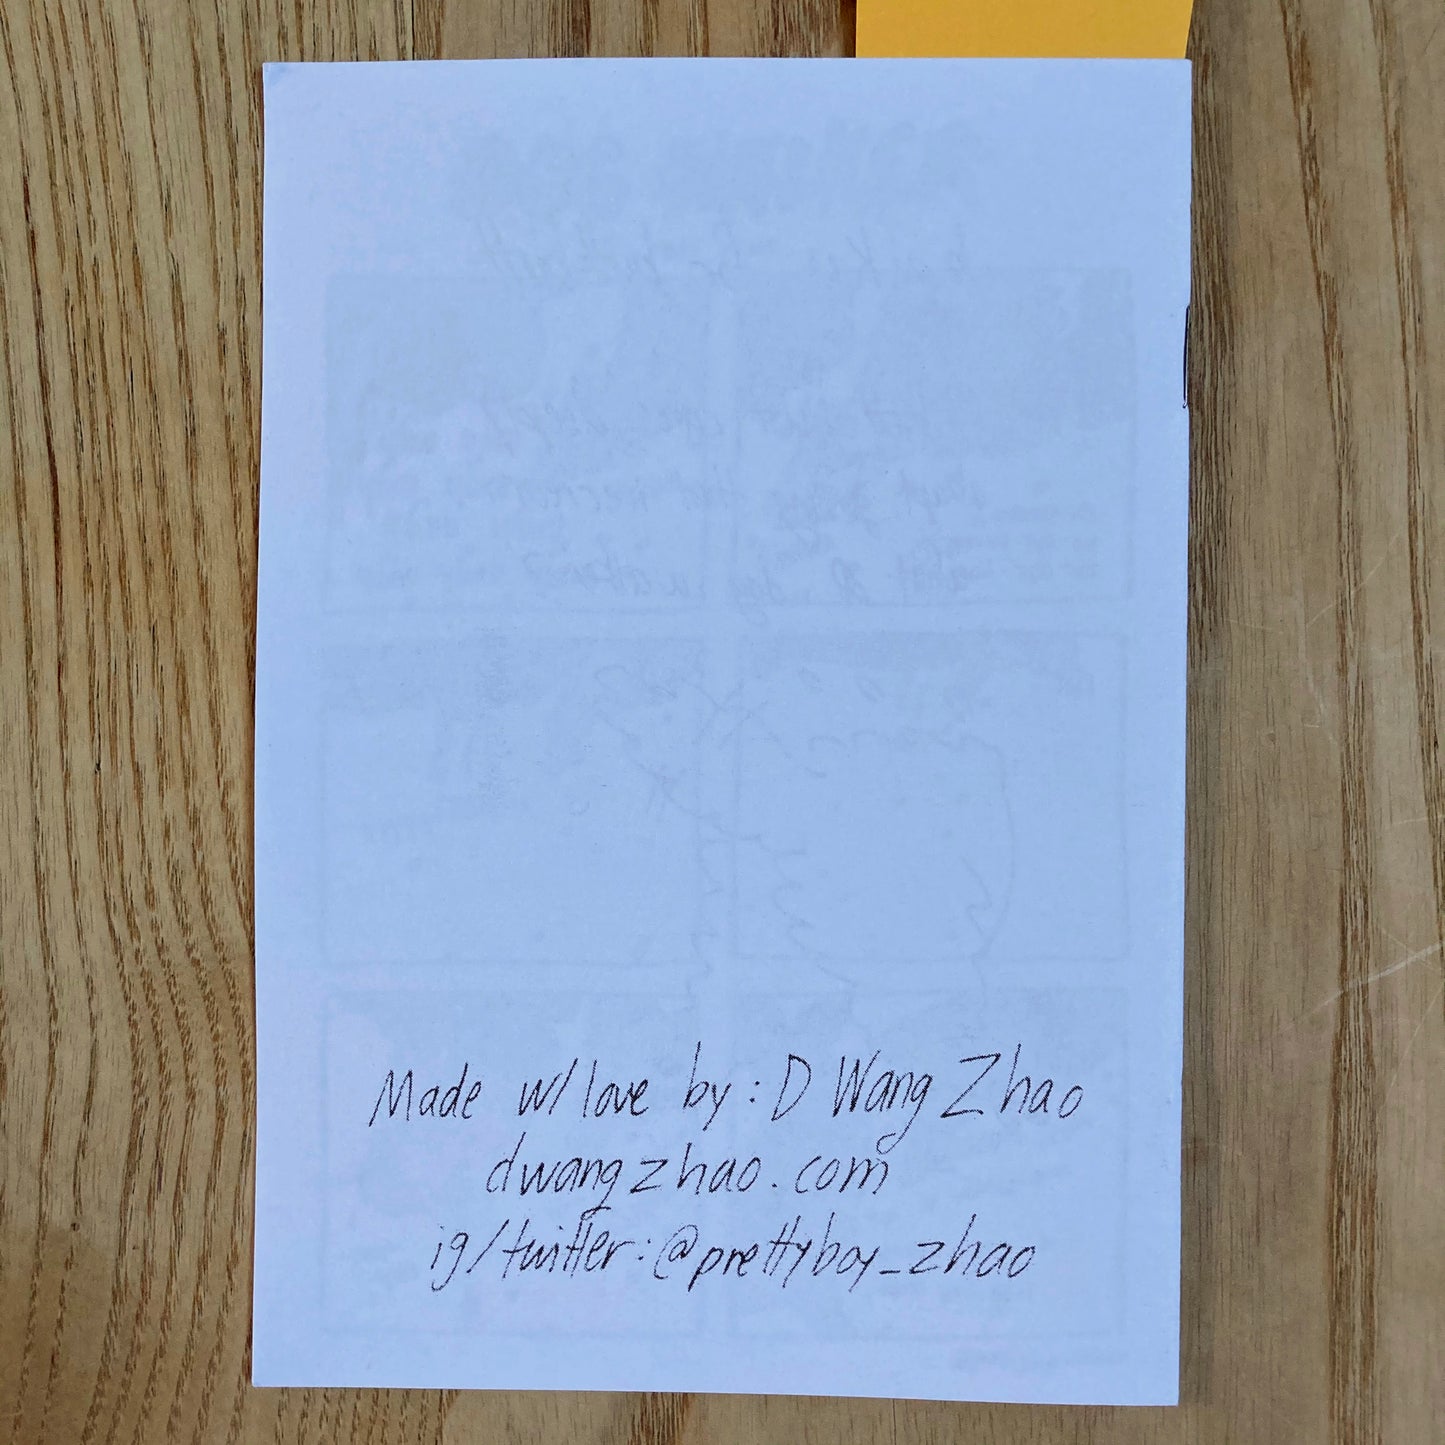 Made w/ love by: D Wang Zhao
dwangzhao.com
ig/twitter: @prettyboy_zhao